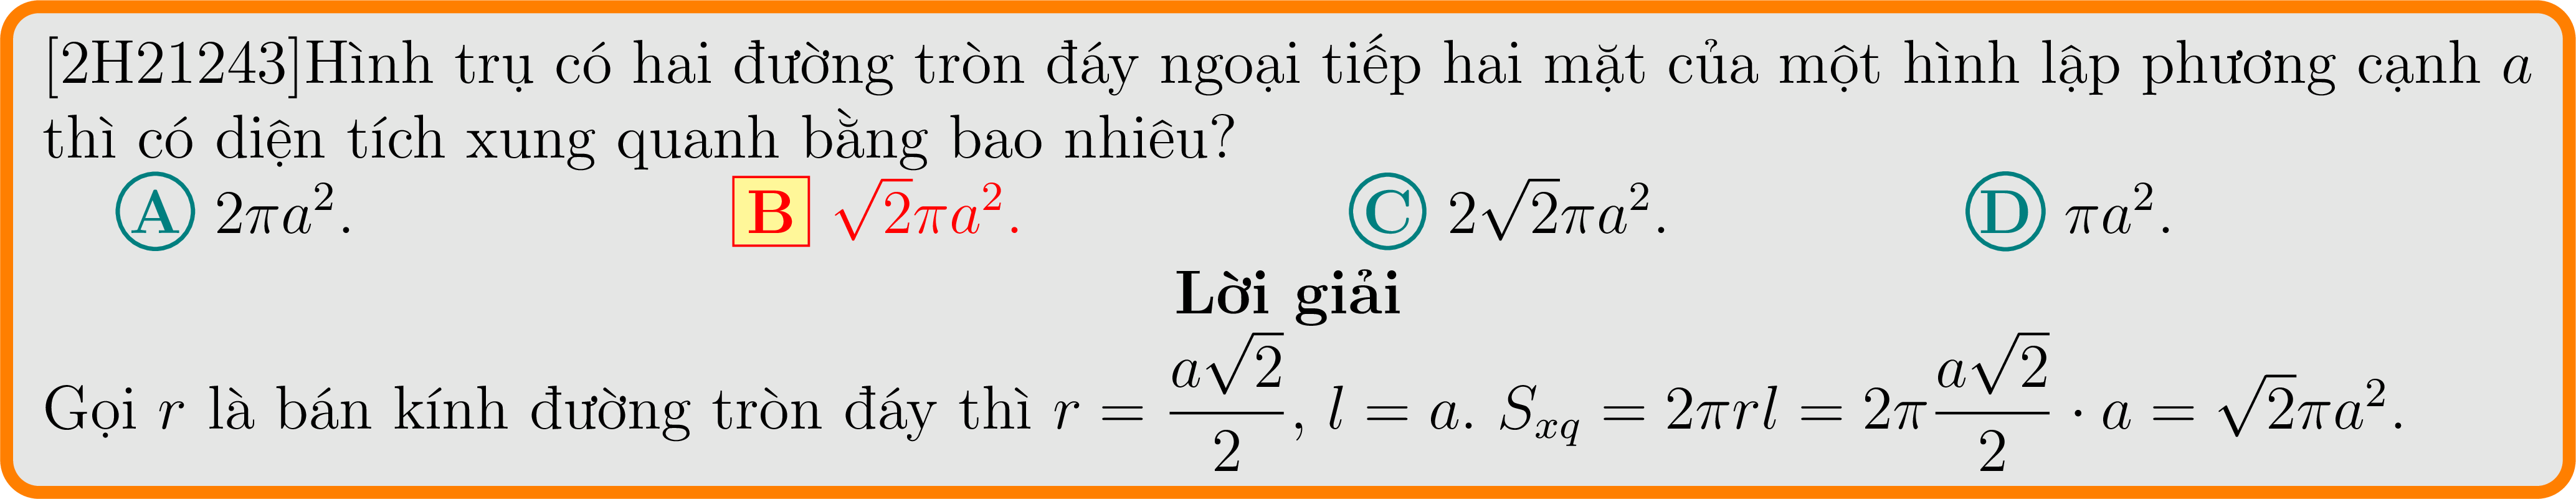 [2H21243]Hình trụ có hai đường tròn đáy ngoại tiếp hai mặt của một hình lập phương cạnh a
thì có diện tích xung quanh bằng bao nhiêu?
A 2πa². B √2πa². C 2√2πa². D πa².
Lời giải
Gọi r là bán kính đường tròn đáy thì r = a√2/2, l = a. S_xq = 2πrl = 2π a√2/2 · a = √2πa².